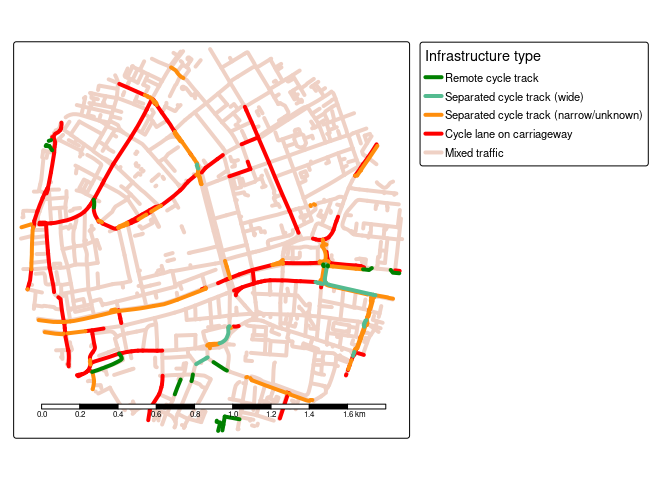 Infrastructure type
Remote cycle track
Separated cycle track (wide)
Separated cycle track (narrow/unknown)
Cycle lane on carriageway
Mixed traffic
0.0 0.2 0.4 0.6 0.8 1.0 1.2 1.4 1.6 km